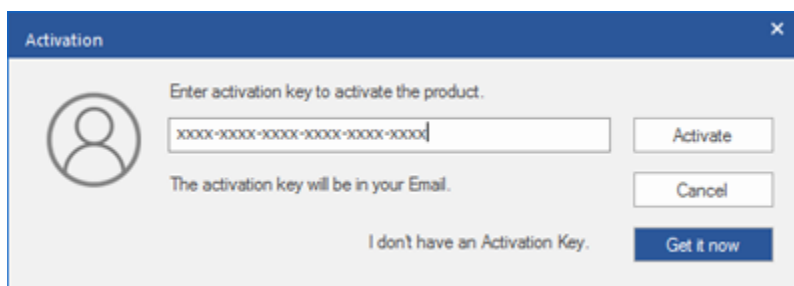 Activation
Enter activation key to activate the product.
xxxx-xxxx-xxxx-xxxx-xxxx-xxxx
Activate
The activation key will be in your Email.
Cancel
I don't have an Activation Key.
Get it now